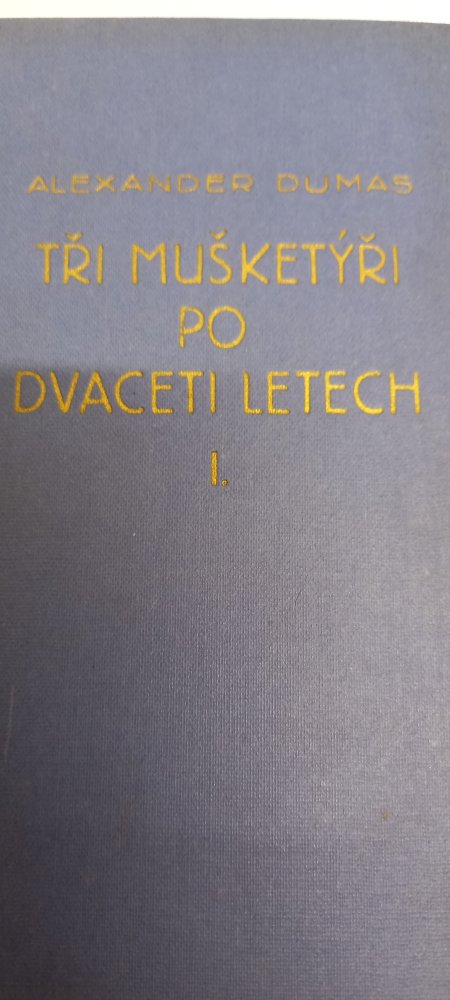 ALEXANDER DUMAS
TŘI MUŠKETÝŘI
PO
DVACETI LETECH
I.